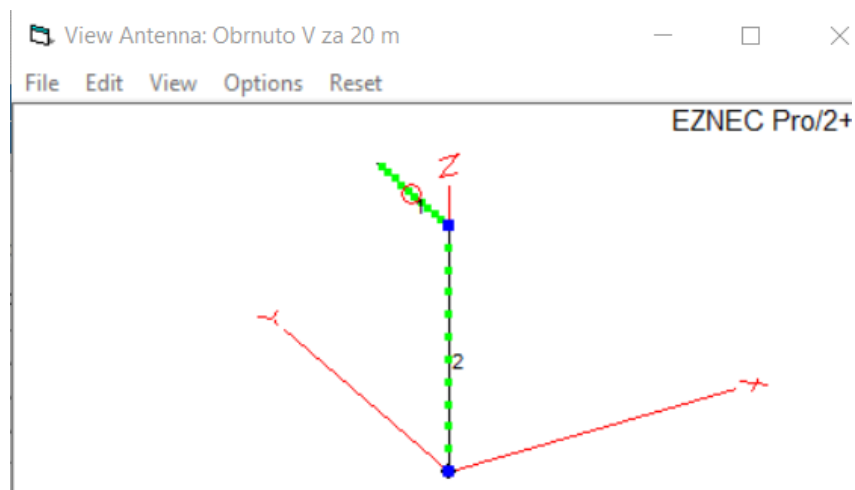 View Antenna: Obrnuto V za 20 m
File Edit View Options Reset
EZNEC Pro/2+
Z
1
Y
2
X